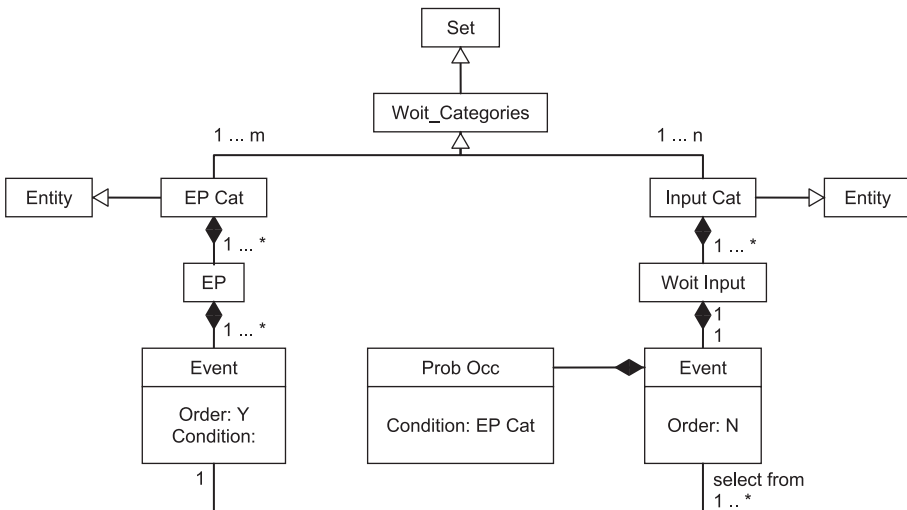 Set
Woit_Categories
1 ... m
1 ... n
Entity
EP Cat
Input Cat
Entity
1 ... *
1 ... *
EP
Woit Input
1 ... *
1
1
Event
Prob Occ
Event
Order: Y
Condition:
Condition: EP Cat
Order: N
1
select from
1 .. *